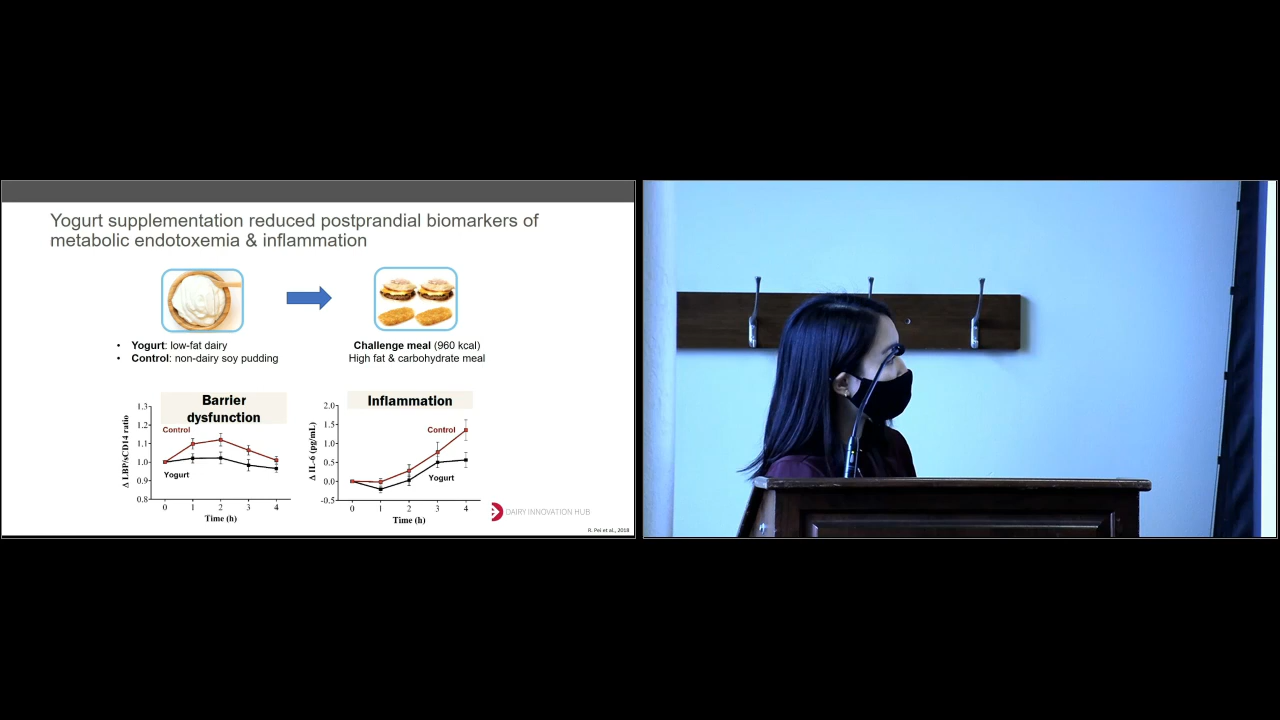 Yogurt supplementation reduced postprandial biomarkers of
metabolic endotoxemia & inflammation
• Yogurt: low-fat dairy
• Control: non-dairy soy pudding
Challenge meal (960 kcal)
High fat & carbohydrate meal
Barrier
dysfunction
Δ LBP/sCD14 ratio
1.3
1.2
1.1
1.0
0.9
0.8
Control
Yogurt
0 1 2 3 4
Time (h)
Inflammation
Δ IL-6 (pg/mL)
2.0
1.5
1.0
0.5
0.0
-0.5
Control
Yogurt
0 1 2 3 4
Time (h)
DAIRY INNOVATION HUB
R. Pei et al., 2018